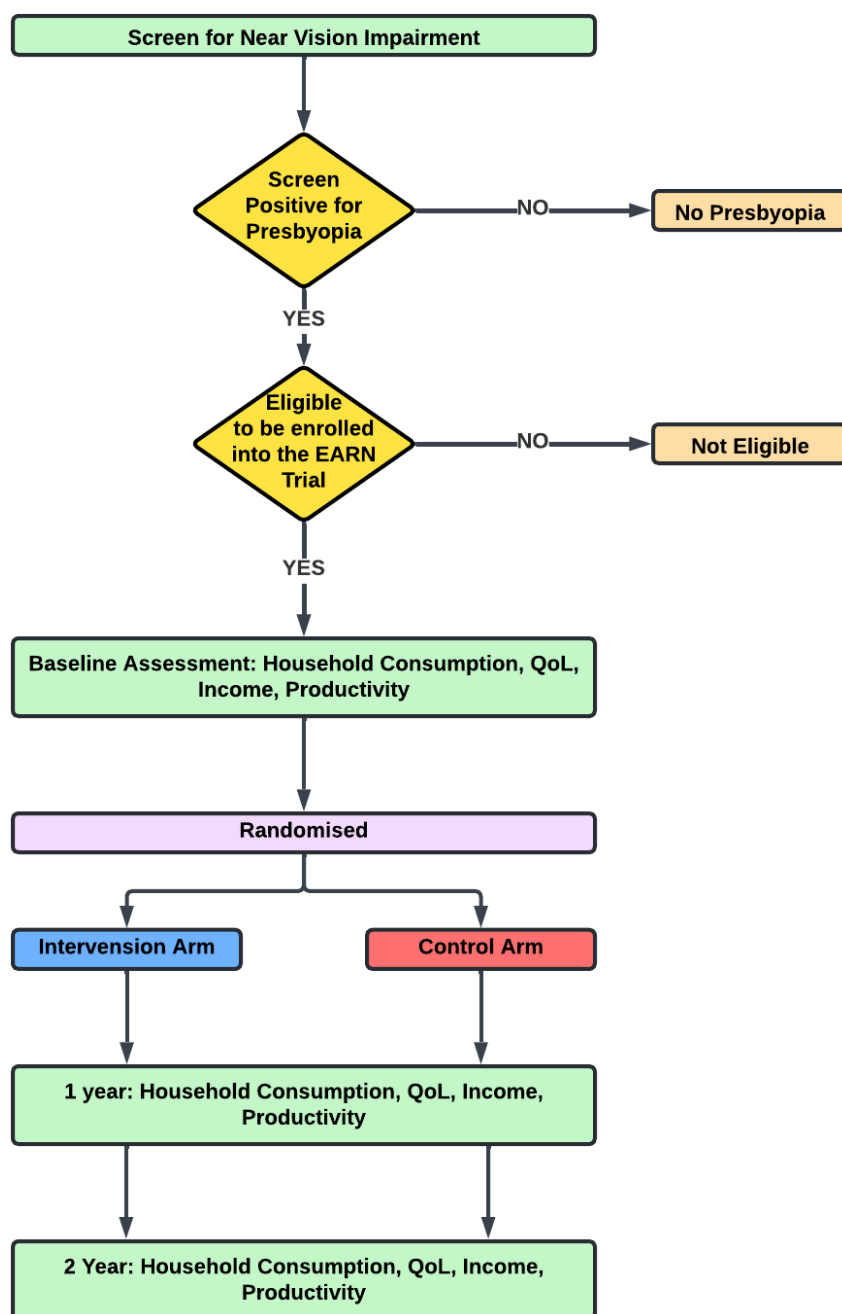 Screen for Near Vision Impairment
Screen
Positive for
Presbyopia
NO
No Presbyopia
YES
Eligible
to be enrolled
into the EARN
Trial
NO
Not Eligible
YES
Baseline Assessment: Household Consumption, QoL,
Income, Productivity
Randomised
Intervension Arm
Control Arm
1 year: Household Consumption, QoL, Income,
Productivity
2 Year: Household Consumption, QoL, Income,
Productivity